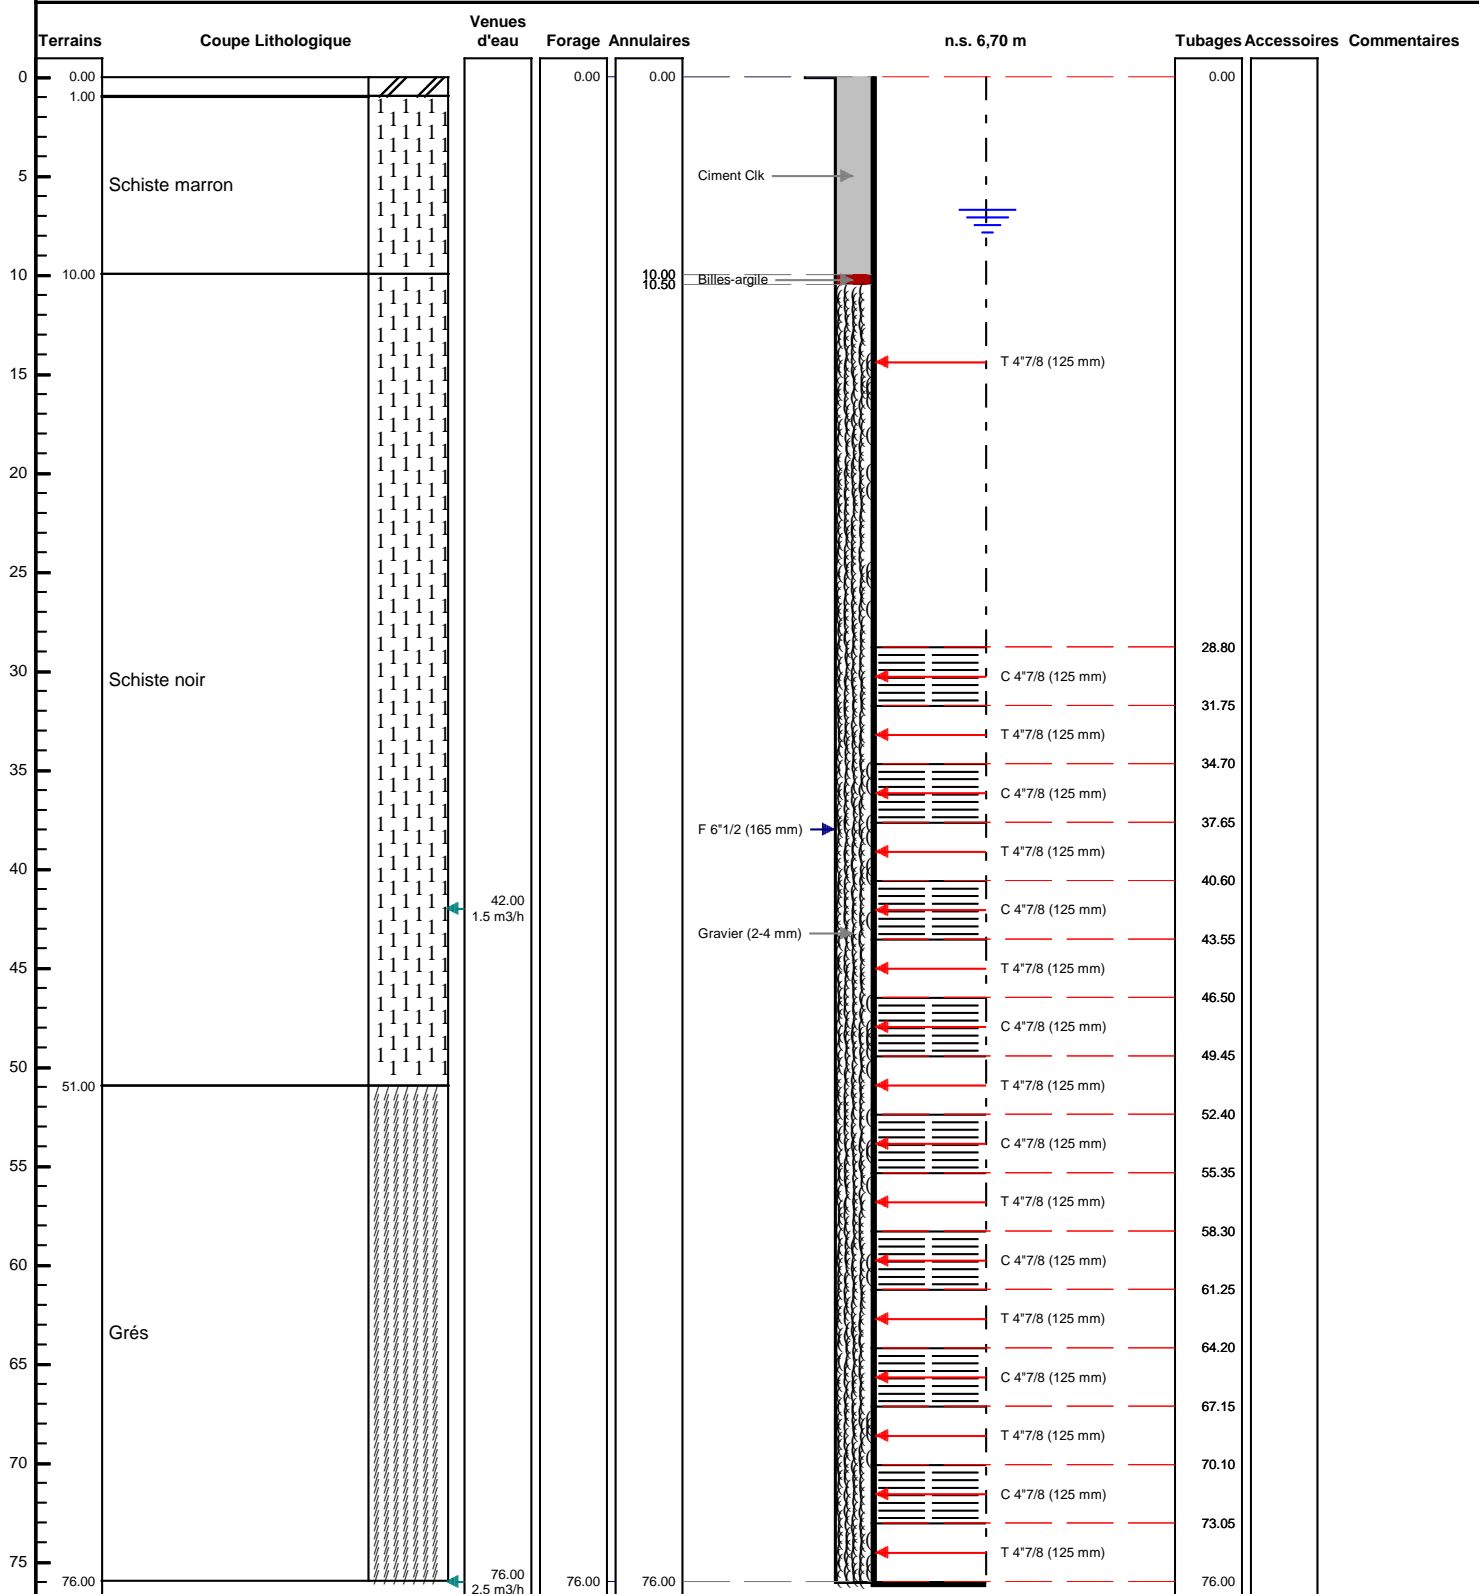 Terrains Coupe Lithologique Venues d'eau Forage Annulaires n.s. 6,70 m Tubages Accessoires Commentaires
0 0.00 0.00 0.00 0.00
1.00
5 Schiste marron Ciment Clk
10 10.00 10.00
Billes-argile
10.50
T 4"7/8 (125 mm)
15
20
25
28.80
30 Schiste noir C 4"7/8 (125 mm)
31.75
T 4"7/8 (125 mm)
34.70
35
C 4"7/8 (125 mm)
37.65
F 6"1/2 (165 mm)
T 4"7/8 (125 mm)
40
40.60
42.00
1.5 m3/h
C 4"7/8 (125 mm)
Gravier (2-4 mm)
43.55
45 T 4"7/8 (125 mm)
46.50
C 4"7/8 (125 mm)
49.45
50
51.00 T 4"7/8 (125 mm)
52.40
C 4"7/8 (125 mm)
55
55.35
T 4"7/8 (125 mm)
58.30
60 C 4"7/8 (125 mm)
61.25
T 4"7/8 (125 mm)
Grés
64.20
65
C 4"7/8 (125 mm)
67.15
T 4"7/8 (125 mm)
70 70.10
C 4"7/8 (125 mm)
73.05
T 4"7/8 (125 mm)
75
76.00 76.00 76.00 76.00 76.00
2.5 m3/h